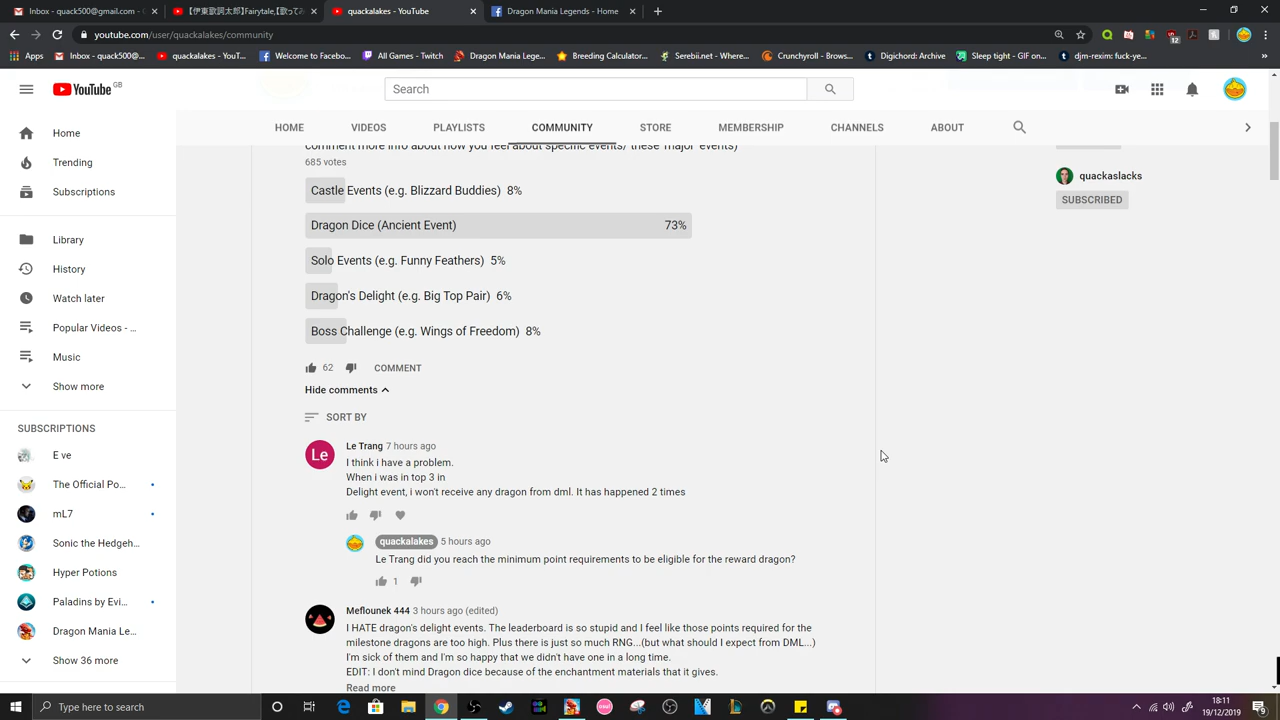 Inbox - quack500@gmail.com -
【伊東歌詞太郎】Fairytale,【歌ってみ
quackalakes - YouTube
Dragon Mania Legends - Home
youtube.com/user/quackalakes/community
12
Apps
Inbox - quack500@g...
quackalakes - YouT...
Welcome to Facebo...
All Games - Twitch
Dragon Mania Lege...
Breeding Calculator...
Serebii.net - Where...
Crunchyroll - Brows...
Digichord: Activity
Sleep tight - G/t ...
djm-rexim: fuck-ye...
YouTube GB
Search
HOME
VIDEOS
PLAYLISTS
COMMUNITY
STORE
MEMBERSHIP
CHANNELS
ABOUT
Home
Trending
Subscriptions
Library
History
Watch later
Popular Videos - ...
Music
Show more
SUBSCRIPTIONS
E ve
The Official Po...
mL7
Sonic the Hedgeh...
Hyper Potions
Paladins by Evi...
Dragon Mania Le...
Show 36 more
comment more info about how you feel about specific events/ these 'major' events)
685 votes
Castle Events (e.g. Blizzard Buddies) 8%
Dragon Dice (Ancient Event) 73%
Solo Events (e.g. Funny Feathers) 5%
Dragon's Delight (e.g. Big Top Pair) 6%
Boss Challenge (e.g. Wings of Freedom) 8%
62
COMMENT
Hide comments
SORT BY
Le
Le Trang 7 hours ago
I think i have a problem.
When i was in top 3 in
Delight event, i won't receive any dragon from dml. It has happened 2 times
quackalakes 5 hours ago
Le Trang did you reach the minimum point requirements to be eligible for the reward dragon?
1
Meflounek 444 3 hours ago (edited)
I HATE dragon's delight events. The leaderboard is so stupid and I feel like those points required for the
milestone dragons are too high. Plus there is just so much RNG...(but what should I expect from DML...)
I'm sick of them and I'm so happy that we didn't have one in a long time.
EDIT: I don't mind Dragon dice because of the enchantment materials that it gives.
Read more
quackaslacks
SUBSCRIBED
Type here to search
osu!
18:11
19/12/2019